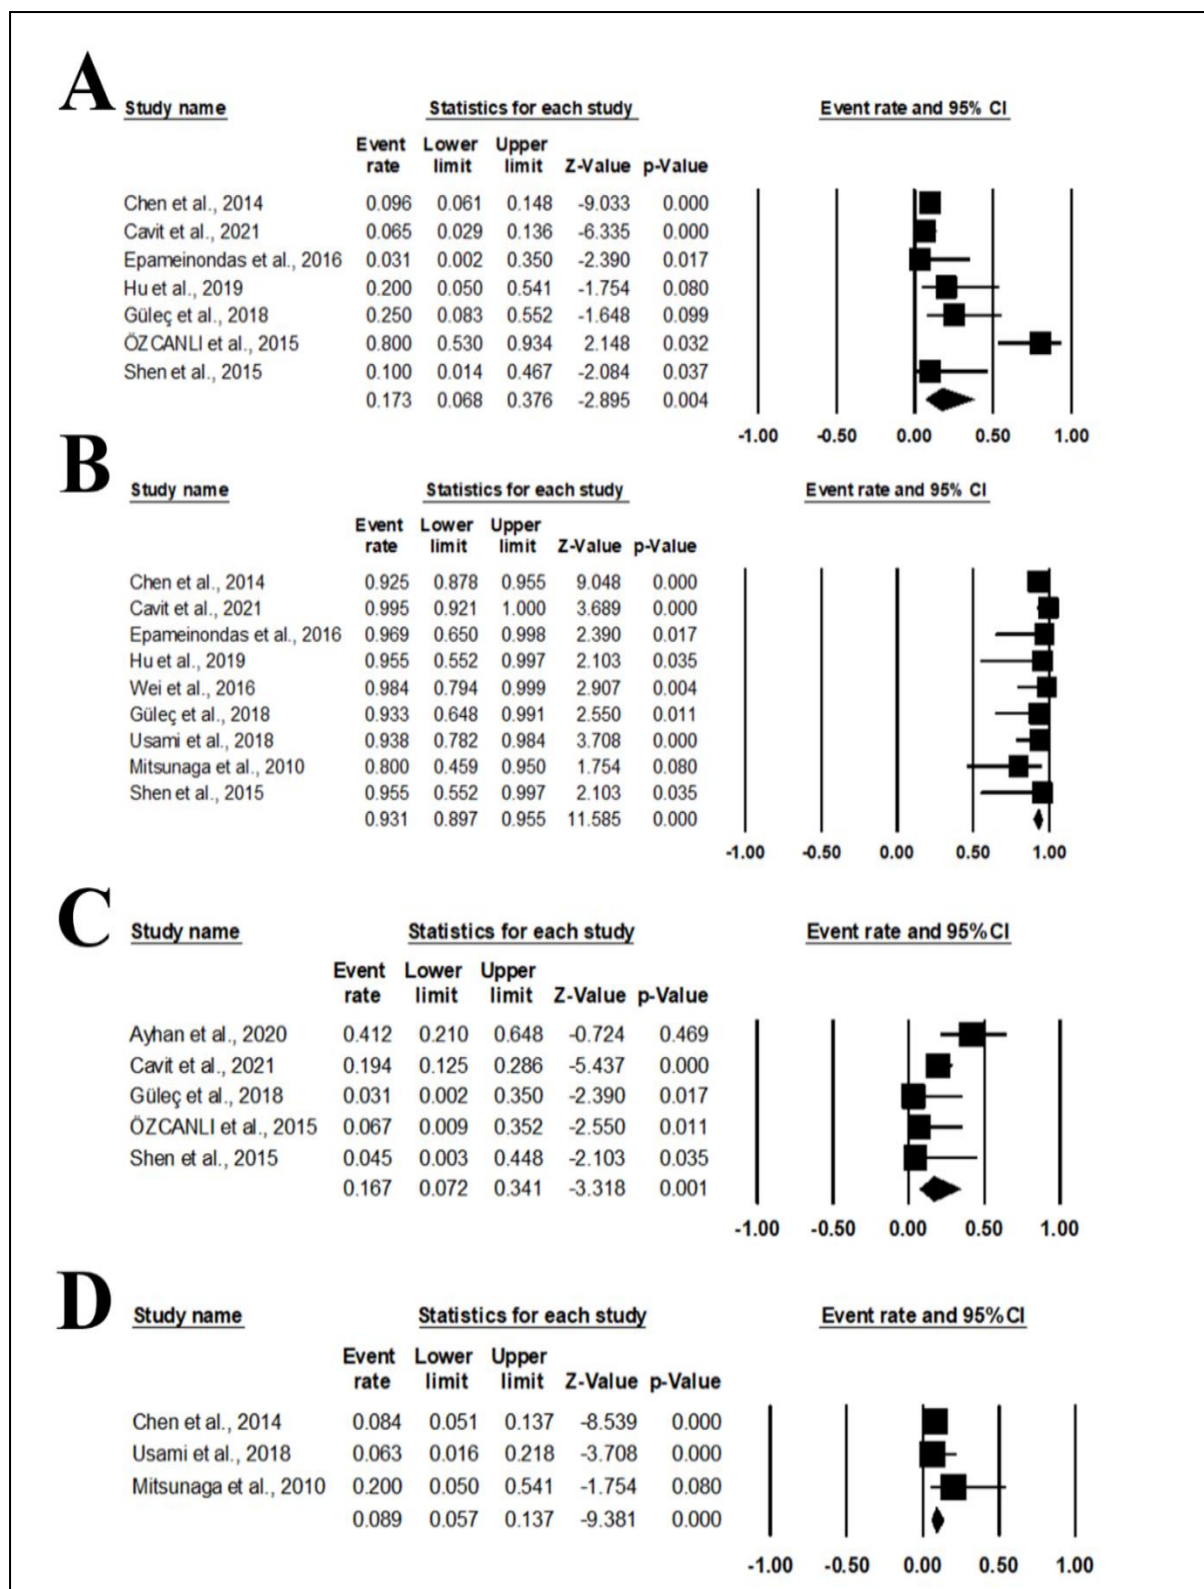 A
Study name Statistics for each study Event rate and 95% CI
Event Lower Upper
rate limit limit Z-Value p-Value
Chen et al., 2014 0.096 0.061 0.148 -9.033 0.000
Cavit et al., 2021 0.065 0.029 0.136 -6.335 0.000
Epameinondas et al., 2016 0.031 0.002 0.350 -2.390 0.017
Hu et al., 2019 0.200 0.050 0.541 -1.754 0.080
Güleç et al., 2018 0.250 0.083 0.552 -1.648 0.099
ÖZCANLI et al., 2015 0.800 0.530 0.934 2.148 0.032
Shen et al., 2015 0.100 0.014 0.467 -2.084 0.037
0.173 0.068 0.376 -2.895 0.004
-1.00 -0.50 0.00 0.50 1.00
B
Study name Statistics for each study Event rate and 95% CI
Event Lower Upper
rate limit limit Z-Value p-Value
Chen et al., 2014 0.925 0.878 0.955 9.048 0.000
Cavit et al., 2021 0.995 0.921 1.000 3.689 0.000
Epameinondas et al., 2016 0.969 0.650 0.998 2.390 0.017
Hu et al., 2019 0.955 0.552 0.997 2.103 0.035
Wei et al., 2016 0.984 0.794 0.999 2.907 0.004
Güleç et al., 2018 0.933 0.648 0.991 2.550 0.011
Usami et al., 2018 0.938 0.782 0.984 3.708 0.000
Mitsunaga et al., 2010 0.800 0.459 0.950 1.754 0.080
Shen et al., 2015 0.955 0.552 0.997 2.103 0.035
0.931 0.897 0.955 11.585 0.000
-1.00 -0.50 0.00 0.50 1.00
C
Study name Statistics for each study Event rate and 95% CI
Event Lower Upper
rate limit limit Z-Value p-Value
Ayhan et al., 2020 0.412 0.210 0.648 -0.724 0.469
Cavit et al., 2021 0.194 0.125 0.286 -5.437 0.000
Güleç et al., 2018 0.031 0.002 0.350 -2.390 0.017
ÖZCANLI et al., 2015 0.067 0.009 0.352 -2.550 0.011
Shen et al., 2015 0.045 0.003 0.448 -2.103 0.035
0.167 0.072 0.341 -3.318 0.001
-1.00 -0.50 0.00 0.50 1.00
D
Study name Statistics for each study Event rate and 95% CI
Event Lower Upper
rate limit limit Z-Value p-Value
Chen et al., 2014 0.084 0.051 0.137 -8.539 0.000
Usami et al., 2018 0.063 0.016 0.218 -3.708 0.000
Mitsunaga et al., 2010 0.200 0.050 0.541 -1.754 0.080
0.089 0.057 0.137 -9.381 0.000
-1.00 -0.50 0.00 0.50 1.00